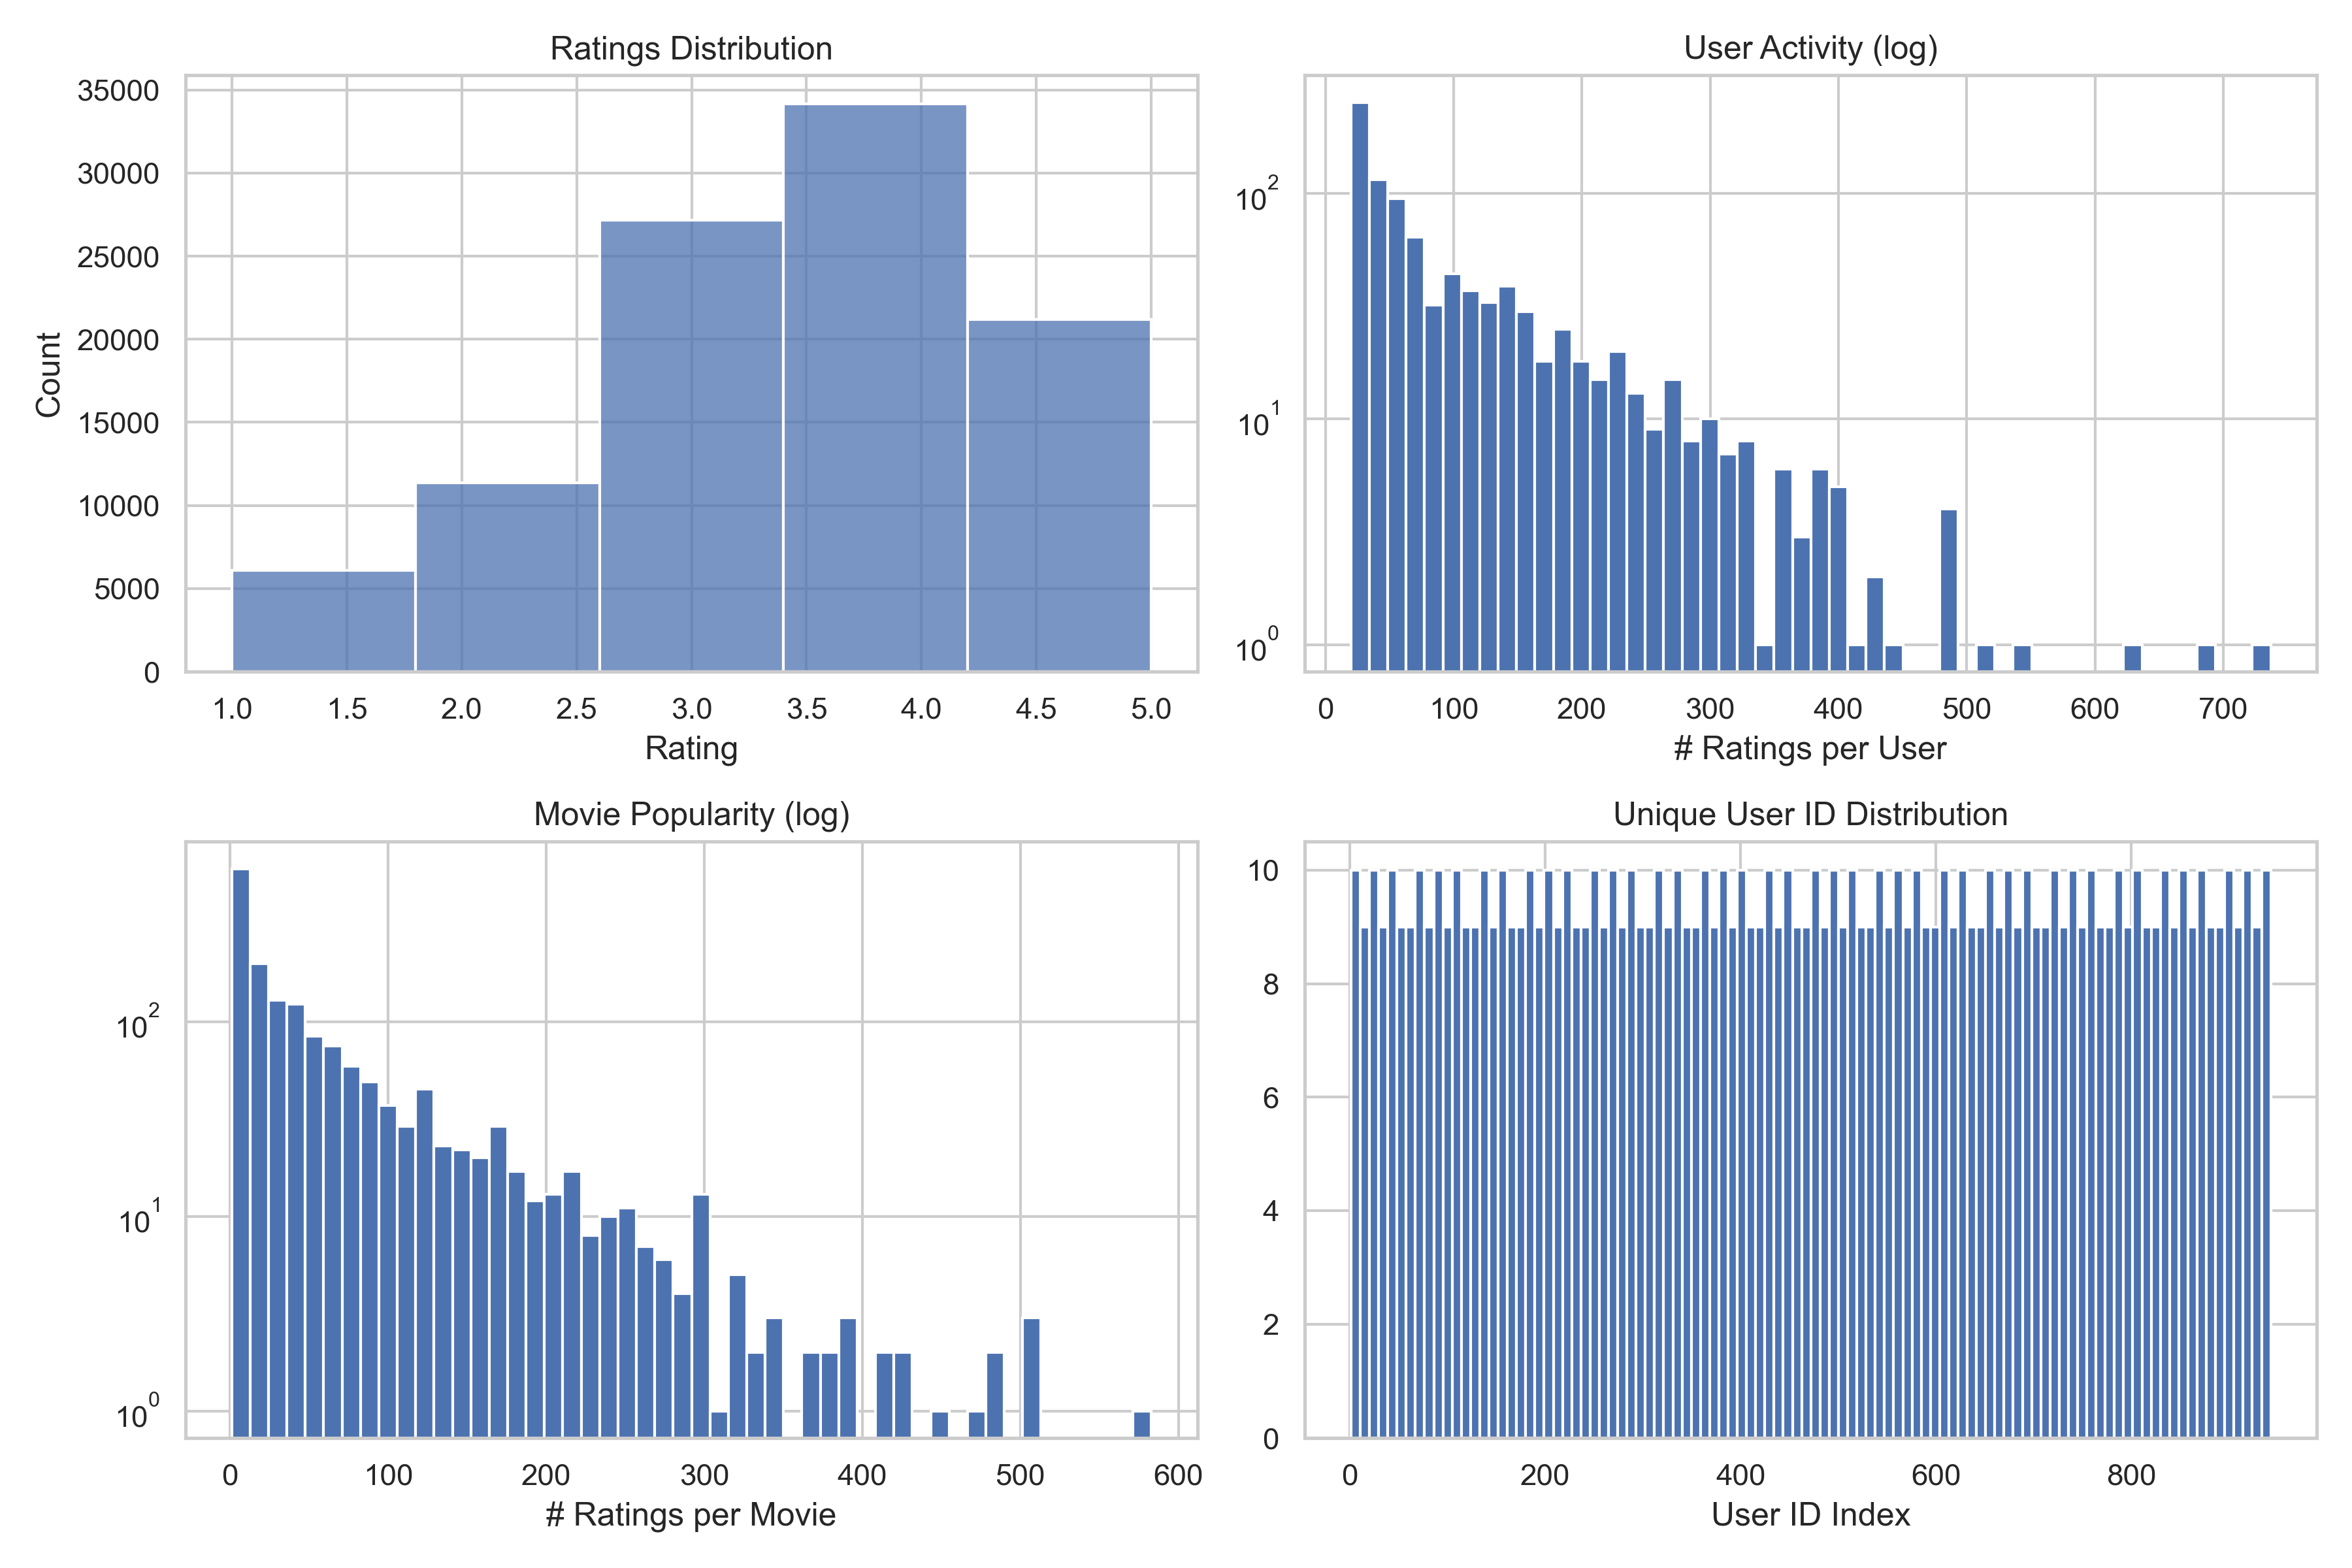 Ratings Distribution
35000
30000
25000
20000
15000
10000
5000
0
Count
1.0 1.5 2.0 2.5 3.0 3.5 4.0 4.5 5.0
Rating
User Activity (log)
10^2
10^1
10^0
0 100 200 300 400 500 600 700
# Ratings per User
Movie Popularity (log)
10^2
10^1
10^0
0 100 200 300 400 500 600
# Ratings per Movie
Unique User ID Distribution
10
8
6
4
2
0
0 200 400 600 800
User ID Index